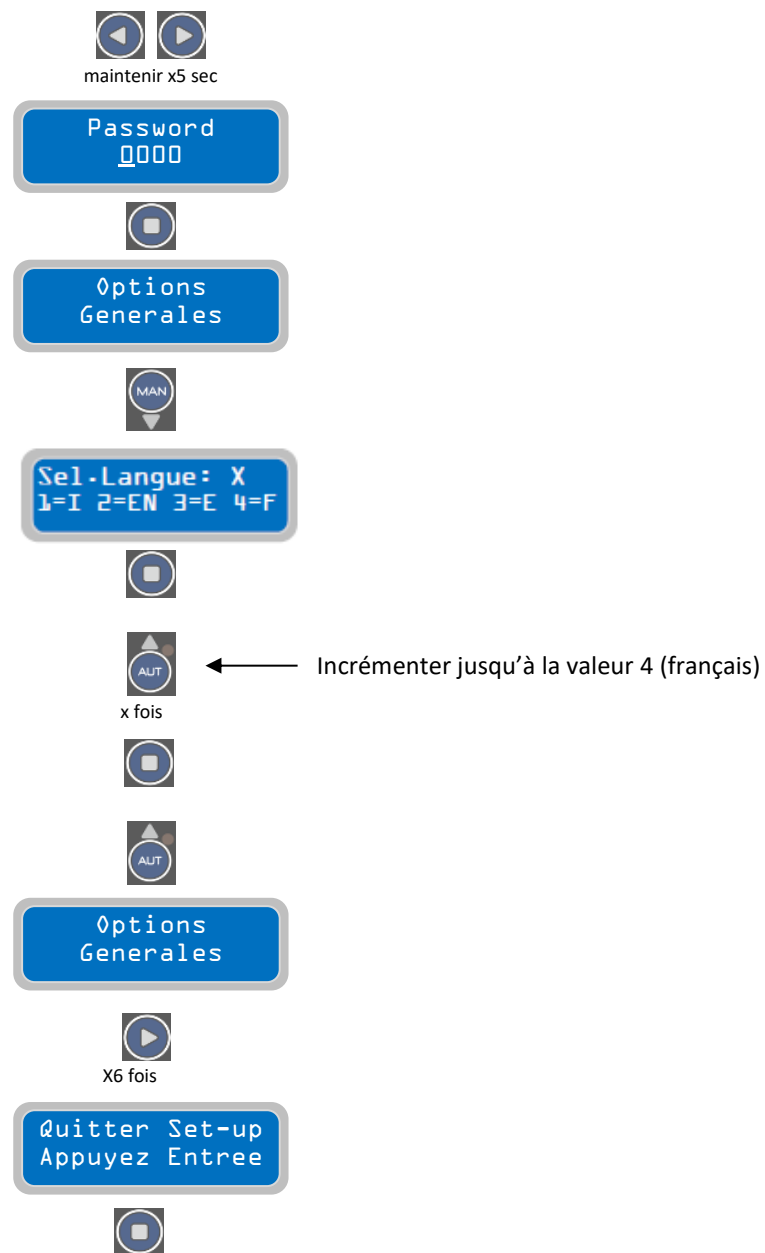 maintenir x5 sec
Password
0000
Options
Generales
MAN
Sel.Langue: X
1=I 2=EN 3=E 4=F
AUT
Incrémenter jusqu’à la valeur 4 (français)
x fois
AUT
Options
Generales
X6 fois
Quitter Set-up
Appuyez Entree